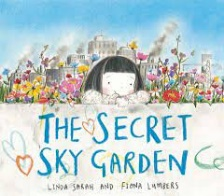 THE SECRET
SKY GARDEN
LINDA SARAH AND FIONA LUMBERS